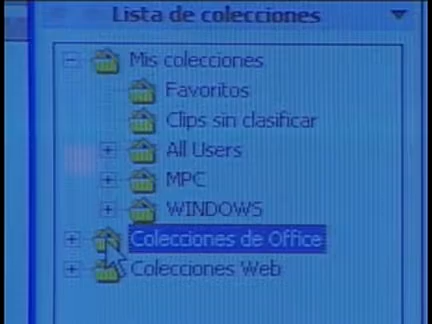 Lista de colecciones
Mis colecciones
Favoritos
Clips sin clasificar
All Users
MPC
WINDOWS
Colecciones de Office
Colecciones Web